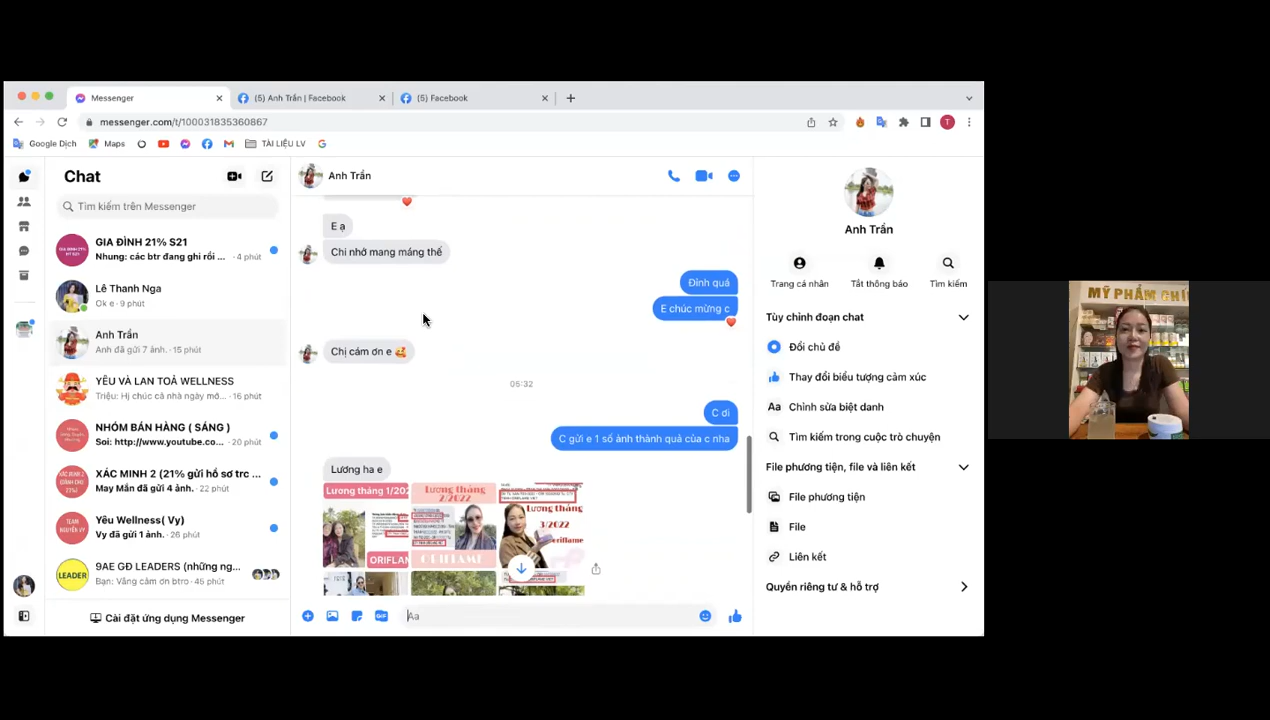 Messenger
(5) Anh Trần | Facebook
(5) Facebook
messenger.com/t/100031835360867
T
Google Dịch
Maps
TÀI LIỆU LV
Chat
Tìm kiếm trên Messenger
GIA ĐÌNH 21% S21
Nhung: các btr đang ghi rồi ... · 4 phút
Lê Thanh Nga
Ok e · 9 phút
Anh Trần
Anh đã gửi 7 ảnh. · 15 phút
YÊU VÀ LAN TOẢ WELLNESS
Triệu: Hị chúc cả nhà ngày mớ... · 16 phút
NHÓM BÁN HÀNG ( SÁNG )
Soi: http://www.youtube.co... · 20 phút
XÁC MINH 2 (21% gửi hồ sơ trc ...
May Mắn đã gửi 4 ảnh. · 22 phút
Yêu Wellness( Vy)
Vy đã gửi 1 ảnh. · 26 phút
LEADER
9AE GĐ LEADERS (những ng...
Bạn: Vâng cảm ơn btrο · 45 phút
Cài đặt ứng dụng Messenger
Anh Trần
E ạ
Chi nhớ mang máng thế
Đỉnh quá
E chúc mừng c
Chị cám ơn e 🥰
05:32
C ơi
C gửi e 1 số ảnh thành quả của c nha
Lương ha e
Lương tháng 1/202
Lương tháng
2/2022
Lương tháng
3/2022
oriflame
ORIFLAM
ORIFLAME
Aa
Anh Trần
Trang cá nhân
Tắt thông báo
Tìm kiếm
Tùy chỉnh đoạn chat
Đổi chủ đề
Thay đổi biểu tượng cảm xúc
Aa Chỉnh sửa biệt danh
Tìm kiếm trong cuộc trò chuyện
File phương tiện, file và liên kết
File phương tiện
File
Liên kết
Quyền riêng tư & hỗ trợ
MỸ PHẨM CHÍ